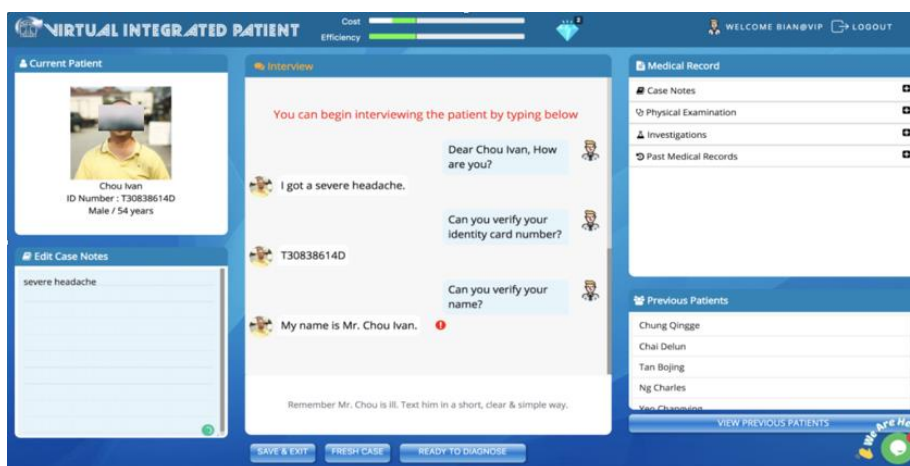 VIRTUAL INTEGRATED PATIENT
Cost
Efficiency
WELCOME BIAN@VIP
LOGOUT
Current Patient
Chou Ivan
ID Number : T30838614D
Male / 54 years
Edit Case Notes
severe headache
Interview
You can begin interviewing the patient by typing below
Dear Chou Ivan, How
are you?
I got a severe headache.
Can you verify your
identity card number?
T30838614D
Can you verify your
name?
My name is Mr. Chou Ivan.
Remember Mr. Chou is ill. Text him in a short, clear & simple way.
SAVE & EXIT
FRESH CASE
READY TO DIAGNOSE
Medical Record
Case Notes
Physical Examination
Investigations
Past Medical Records
Previous Patients
Chung Qingge
Chai Delun
Tan Bojing
Ng Charles
Yeo Changying
VIEW PREVIOUS PATIENTS
We Are He